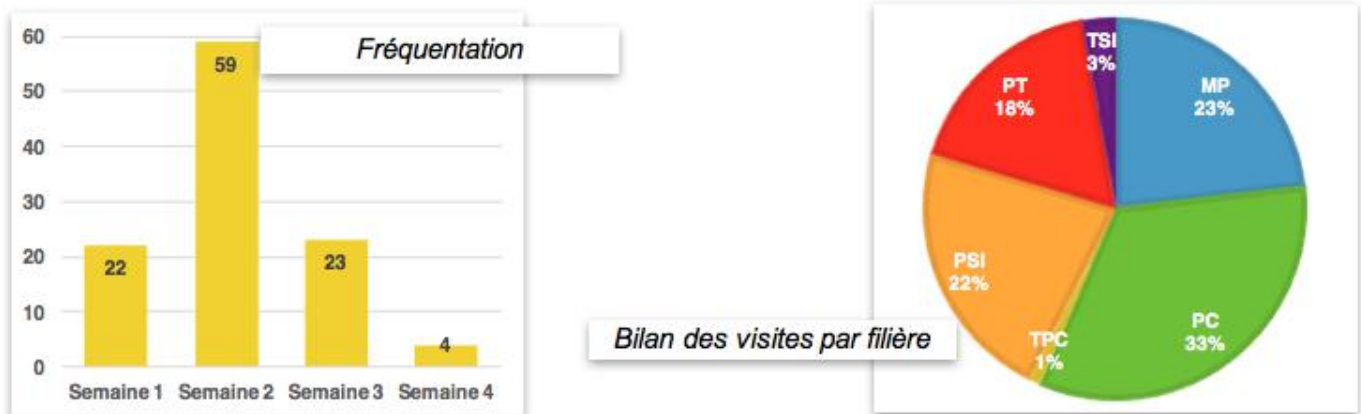 Fréquentation
60
50
40
30
20
10
0
22
59
23
4
Semaine 1
Semaine 2
Semaine 3
Semaine 4
Bilan des visites par filière
TSI
3%
MP
23%
PC
33%
TPC
1%
PSI
22%
PT
18%